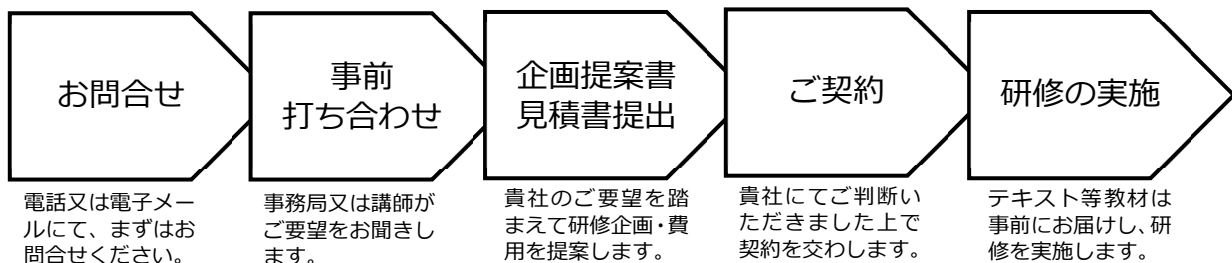 お問合せ
事前
打ち合わせ
企画提案書
見積書提出
ご契約
研修の実施
電話又は電子メー
ルにて、まずはお
問合せください。
事務局又は講師が
ご要望をお聞きし
ます。
貴社のご要望を踏
まえて研修企画・費
用を提案します。
貴社にてご判断い
ただきました上で
契約を交わします。
テキスト等教材は
事前にお届けし、研
修を実施します。